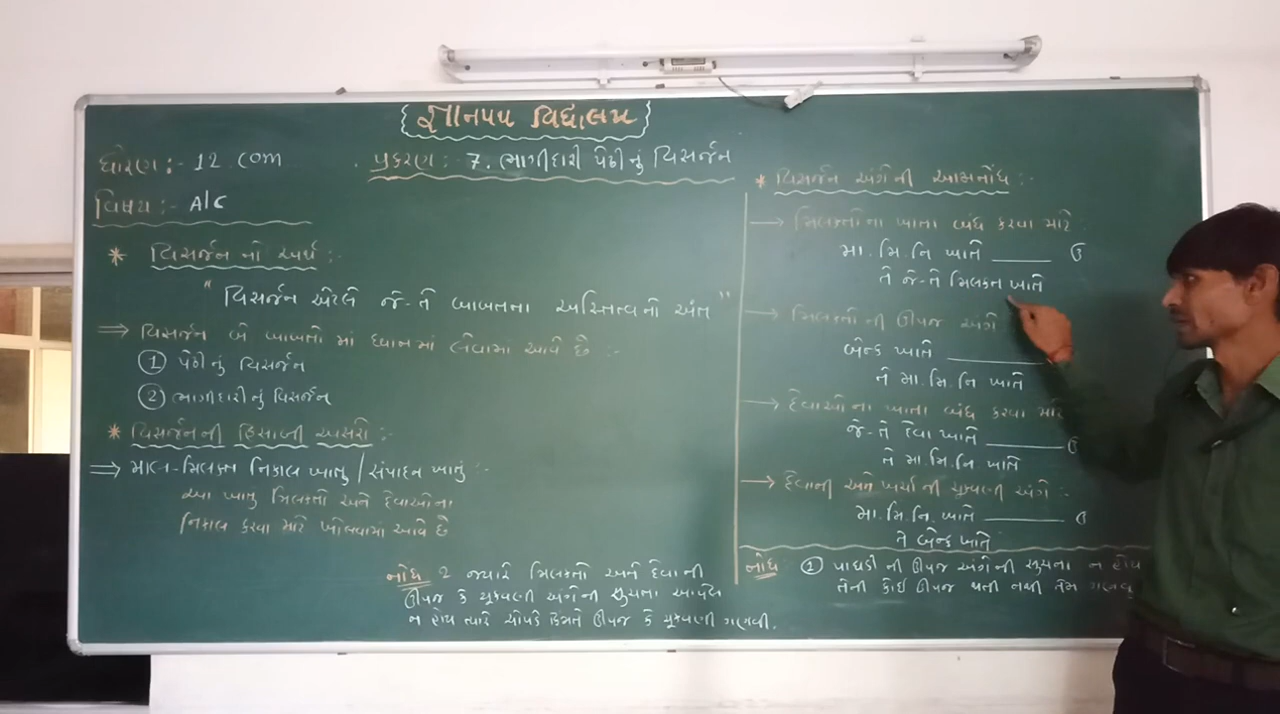 જ્ઞાનપથ વિદ્યાલય
ધોરણ :- 12 com
વિષય :- A/C
પ્રકરણ : 7. ભાગીદારી પેઢીનું વિસર્જન
* વિસર્જન નો અર્થ :-
" વિસર્જન એટલે જે-તે બાબતના અસ્તિત્વનો અંત "
⇒ વિસર્જન બે બાબતો માં ધ્યાનમાં લેવામાં આવે છે :-
① પેઢીનું વિસર્જન
② ભાગીદારીનું વિસર્જન
* વિસર્જનની હિસાબી અસરો :-
⇒ માલ-મિલકત નિકાલ ખાતુ / સંપાદન ખાતું :-
આ ખાતું મિલકતો અને દેવાઓના
નિકાલ કરવા માટે ખોલવામાં આવે છે
નોંધ ૨ જ્યારે મિલકતો અને દેવાની
ઊપજ કે ચૂકવણી અંગેની સુચના આપેલ
ન હોય ત્યારે ચોપડે કિંમતે ઊપજ કે ચૂકવણી ગણવી.
* વિસર્જન અંગેની આમનોંધ :-
→ મિલકતોના ખાતા બંધ કરવા માટે :
મા. મિ. નિ ખાતે ______ ઉ
તે જે-તે મિલકત ખાતે
→ મિલકતોની ઊપજ અંગે
બેન્ક ખાતે ______
તે મા. મિ. નિ ખાતે
→ દેવાઓના ખાતા બંધ કરવા માટે
જે-તે દેવા ખાતે ______ ઉ
તે મા. મિ. નિ ખાતે
→ દેવાની અને ખર્ચા ની ચૂકવણી અંગે :-
મા. મિ. નિ. ખાતે ______ ઉ
તે બેન્ક ખાતે
નોંધ ① પાઘડી ની ઊપજ અંગેની સુચના ન હોય
તેની કોઈ ઊપજ થતી નથી તેમ ગણવું